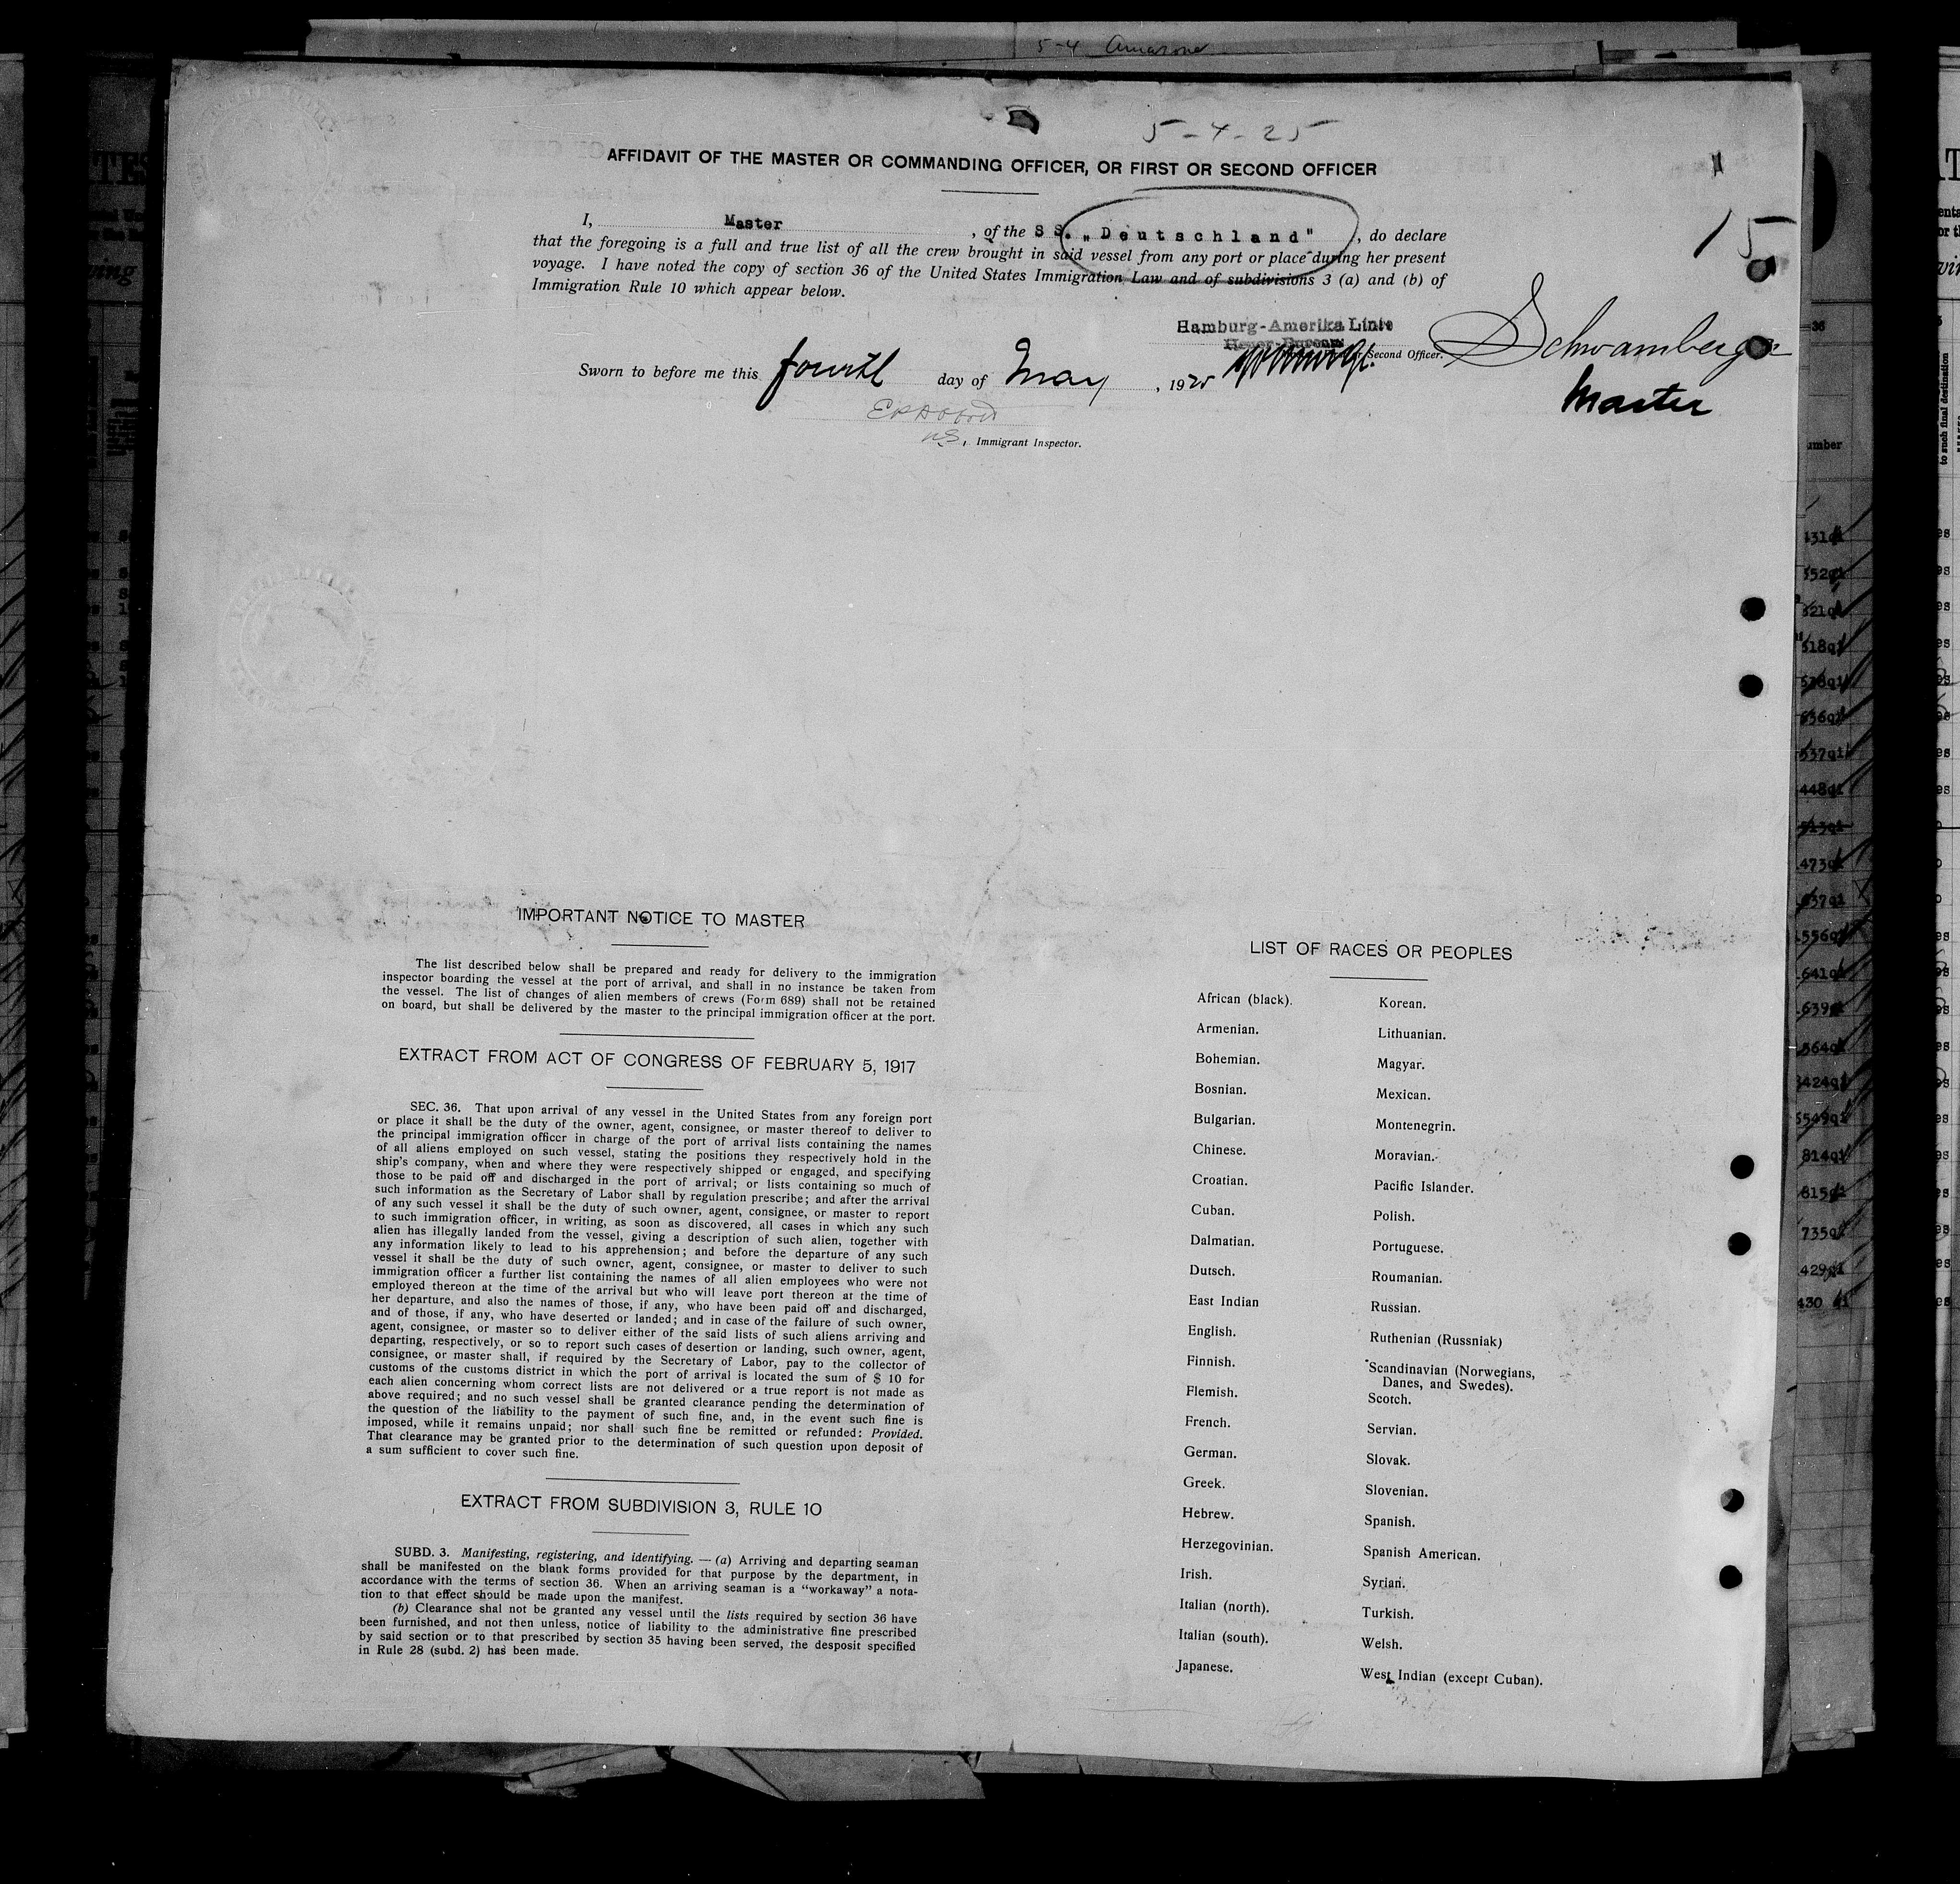 5-4
5-4-25
AFFIDAVIT OF THE MASTER OR COMMANDING OFFICER, OR FIRST OR SECOND OFFICER
15
I, Master, of the SS. „Deutschland", do declare
that the foregoing is a full and true list of all the crew brought in said vessel from any port or place during her present
voyage. I have noted the copy of section 36 of the United States Immigration Law and of subdivisions 3 (a) and (b) of
Immigration Rule 10 which appear below.
Hamburg-Amerika Linie
Heuer-Bureau
Second Officer.
Schwamberger
Master
Sworn to before me this fourth day of May, 1925
U.S. Immigrant Inspector.
IMPORTANT NOTICE TO MASTER
The list described below shall be prepared and ready for delivery to the immigration
inspector boarding the vessel at the port of arrival, and shall in no instance be taken from
the vessel. The list of changes of alien members of crews (Form 689) shall not be retained
on board, but shall be delivered by the master to the principal immigration officer at the port.
EXTRACT FROM ACT OF CONGRESS OF FEBRUARY 5, 1917
SEC. 36. That upon arrival of any vessel in the United States from any foreign port
or place it shall be the duty of the owner, agent, consignee, or master thereof to deliver to
the principal immigration officer in charge of the port of arrival lists containing the names
of all aliens employed on such vessel, stating the positions they respectively hold in the
ship's company, when and where they were respectively shipped or engaged, and specifying
those to be paid off and discharged in the port of arrival; or lists containing so much of
such information as the Secretary of Labor shall by regulation prescribe; and after the arrival
of any such vessel it shall be the duty of such owner, agent, consignee, or master to report
to such immigration officer, in writing, as soon as discovered, all cases in which any such
alien has illegally landed from the vessel, giving a description of such alien, together with
any information likely to lead to his apprehension; and before the departure of any such
vessel it shall be the duty of such owner, agent, consignee, or master to deliver to such
immigration officer a further list containing the names of all alien employees who were not
employed thereon at the time of the arrival but who will leave port thereon at the time of
her departure, and also the names of those, if any, who have been paid off and discharged,
and of those, if any, who have deserted or landed; and in case of the failure of such owner,
agent, consignee, or master so to deliver either of the said lists of such aliens arriving and
departing, respectively, or so to report such cases of desertion or landing, such owner, agent,
consignee, or master shall, if required by the Secretary of Labor, pay to the collector of
customs of the customs district in which the port of arrival is located the sum of $ 10 for
each alien concerning whom correct lists are not delivered or a true report is not made as
above required; and no such vessel shall be granted clearance pending the determination of
the question of the liability to the payment of such fine, and, in the event such fine is
imposed, while it remains unpaid; nor shall such fine be remitted or refunded: Provided.
That clearance may be granted prior to the determination of such question upon deposit of
a sum sufficient to cover such fine.
EXTRACT FROM SUBDIVISION 3, RULE 10
SUBD. 3. Manifesting, registering, and identifying. — (a) Arriving and departing seaman
shall be manifested on the blank forms provided for that purpose by the department, in
accordance with the terms of section 36. When an arriving seaman is a "workaway" a nota-
tion to that effect should be made upon the manifest.
(b) Clearance shal not be granted any vessel until the lists required by section 36 have
been furnished, and not then unless, notice of liability to the administrative fine prescribed
by said section or to that prescribed by section 35 having been served, the desposit specified
in Rule 28 (subd. 2) has been made.
LIST OF RACES OR PEOPLES
African (black).
Armenian.
Bohemian.
Bosnian.
Bulgarian.
Chinese.
Croatian.
Cuban.
Dalmatian.
Dutsch.
East Indian
English.
Finnish.
Flemish.
French.
German.
Greek.
Hebrew.
Herzegovinian.
Irish.
Italian (north).
Italian (south).
Japanese.
Korean.
Lithuanian.
Magyar.
Mexican.
Montenegrin.
Moravian.
Pacific Islander.
Polish.
Portuguese.
Roumanian.
Russian.
Ruthenian (Russniak)
Scandinavian (Norwegians,
Danes, and Swedes).
Scotch.
Servian.
Slovak.
Slovenian.
Spanish.
Spanish American.
Syrian.
Turkish.
Welsh.
West Indian (except Cuban).